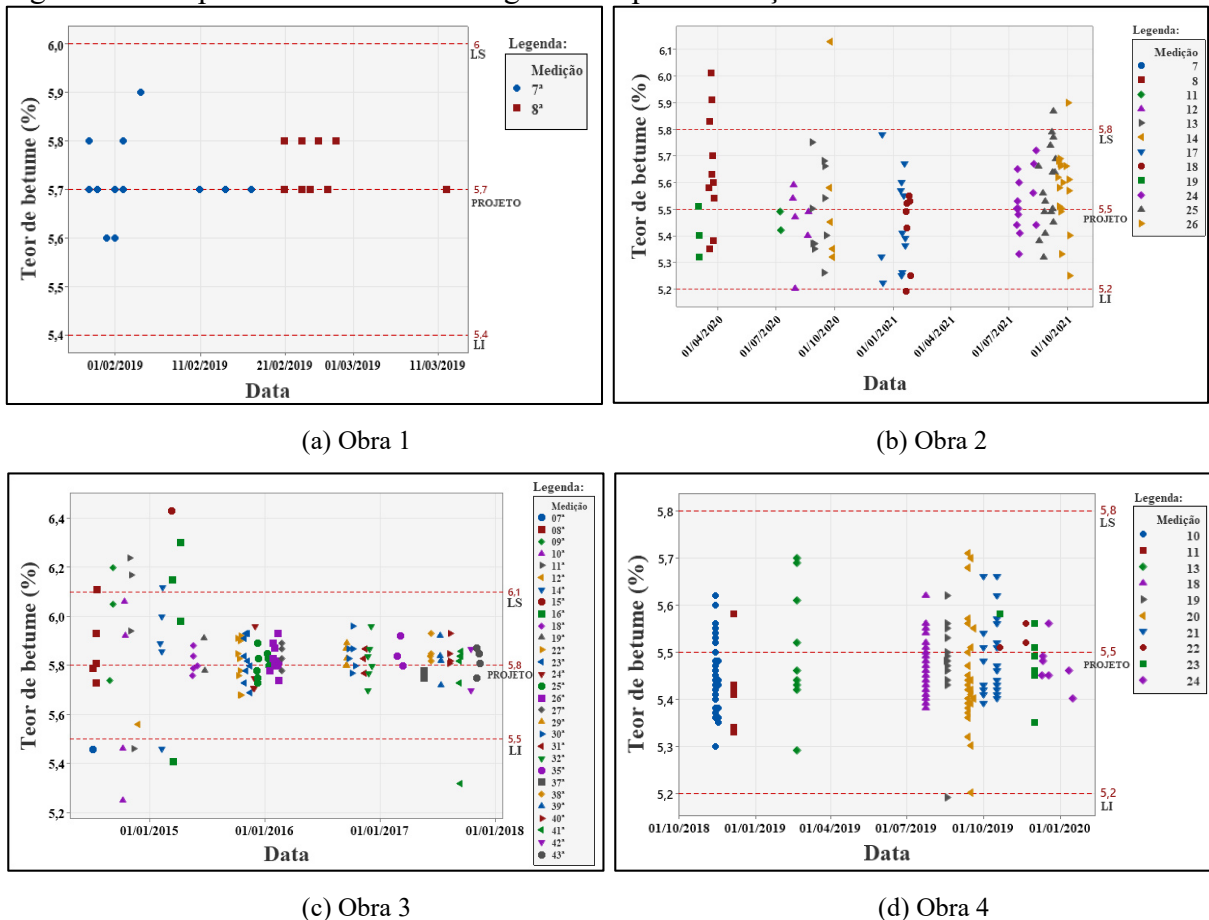 Legenda:
Medição
7ª
8ª
Teor de betume (%)
6,0
5,9
5,8
5,7
5,6
5,5
5,4
6
LS
5,7
PROJETO
5,4
LI
01/02/2019
11/02/2019
21/02/2019
01/03/2019
11/03/2019
Data
(a) Obra 1
Legenda:
Medição
7
8
11
12
13
14
17
18
19
24
25
26
Teor de betume (%)
6,1
6,0
5,9
5,8
5,7
5,6
5,5
5,4
5,3
5,2
5,8
LS
5,5
PROJETO
5,2
LI
01/04/2020
01/07/2020
01/10/2020
01/01/2021
01/04/2021
01/07/2021
01/10/2021
Data
(b) Obra 2
Legenda:
Medição
07ª
08ª
09ª
10ª
11ª
12ª
14ª
15ª
16ª
18ª
19ª
22ª
23ª
24ª
25ª
26ª
27ª
29ª
30ª
31ª
32ª
35ª
37ª
38ª
39ª
40ª
41ª
42ª
43ª
Teor de betume (%)
6,4
6,2
6,0
5,8
5,6
5,4
5,2
6,1
LS
5,8
PROJETO
5,5
LI
01/01/2015
01/01/2016
01/01/2017
01/01/2018
Data
(c) Obra 3
Legenda:
Medição
10
11
13
18
19
20
21
22
23
24
Teor de betume (%)
5,8
5,7
5,6
5,5
5,4
5,3
5,2
5,8
LS
5,5
PROJETO
5,2
LI
01/10/2018
01/01/2019
01/04/2019
01/07/2019
01/10/2019
01/01/2020
Data
(d) Obra 4